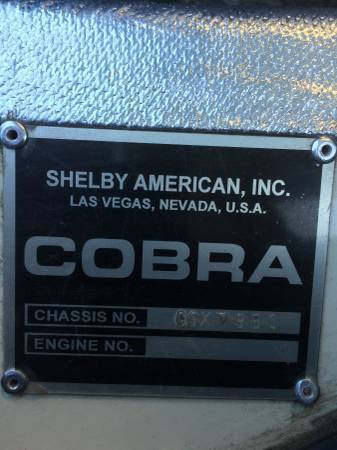 SHELBY AMERICAN, INC.
LAS VEGAS, NEVADA, U.S.A.
COBRA
CHASSIS NO.
ENGINE NO.